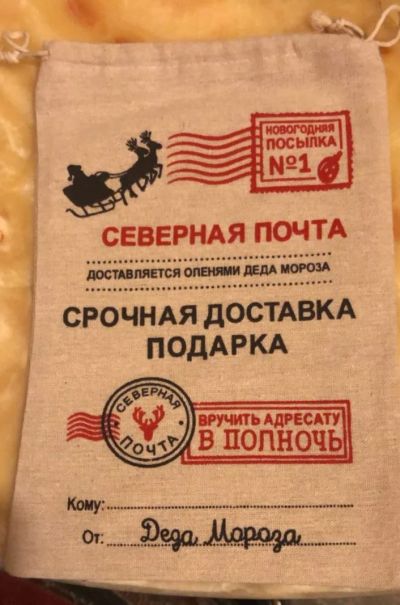 НОВОГОДНЯЯ
ПОСЫЛКА
№1
СЕВЕРНАЯ ПОЧТА
ДОСТАВЛЯЕТСЯ ОЛЕНЯМИ ДЕДА МОРОЗА
СРОЧНАЯ ДОСТАВКА
ПОДАРКА
СЕВЕРНАЯ
ПОЧТА
ВРУЧИТЬ АДРЕСАТУ
В ПОЛНОЧЬ
Кому:
От: Деда Мороза